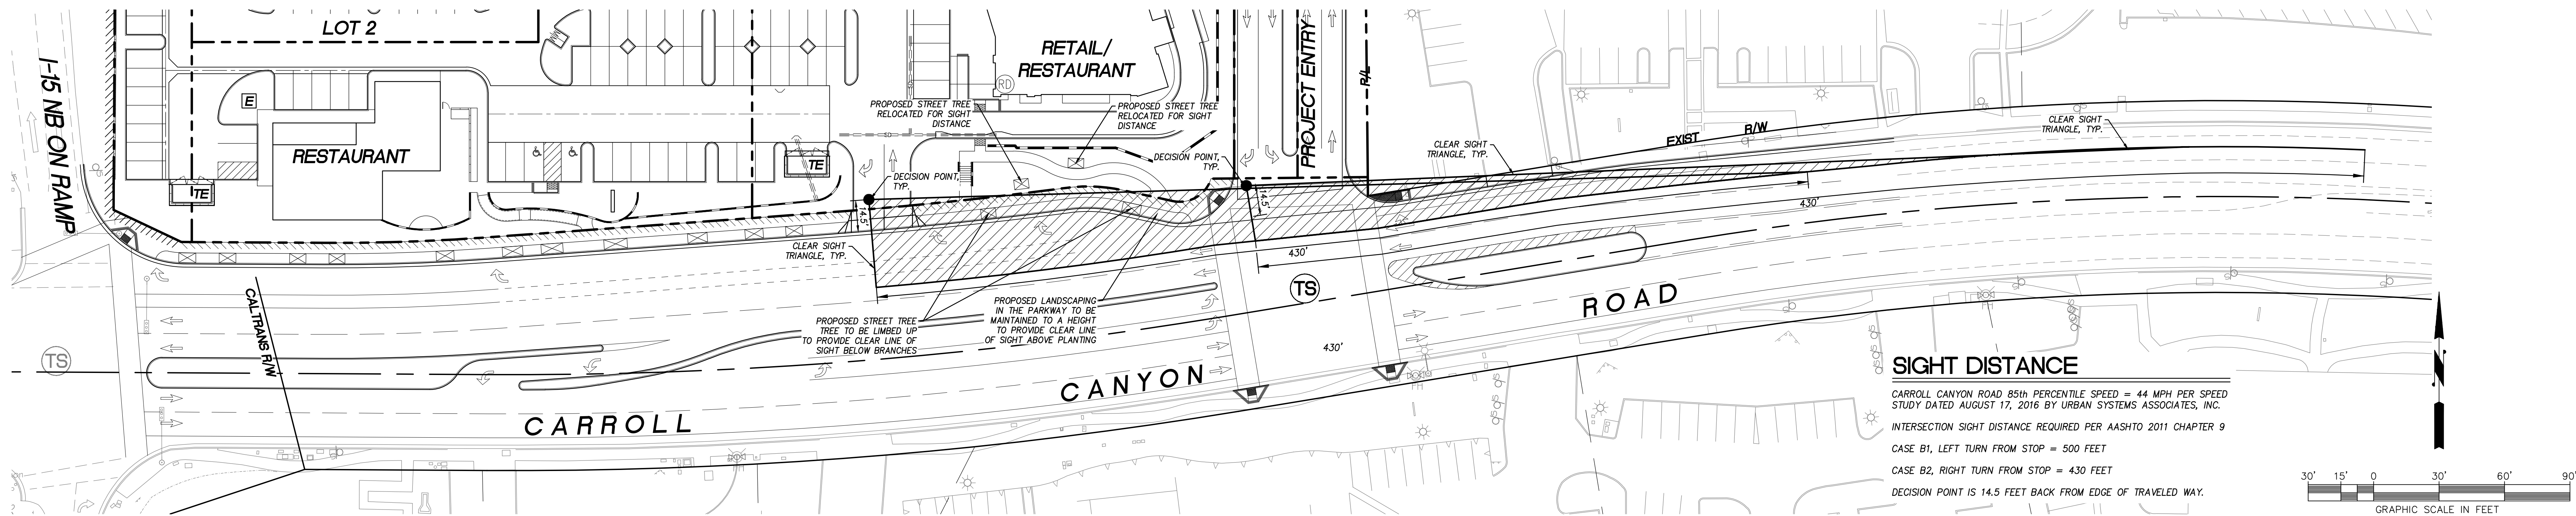 LOT 2
I-15 NB ON RAMP
E
RESTAURANT
TE
TE
RETAIL/
RESTAURANT
RD
SD
PROPOSED STREET TREE
RELOCATED FOR SIGHT
DISTANCE
PROPOSED STREET TREE
RELOCATED FOR SIGHT
DISTANCE
PROJECT ENTRY
P/L
DECISION POINT,
TYP.
DECISION POINT,
TYP.
14.5'
14.5'
CLEAR SIGHT
TRIANGLE, TYP.
CLEAR SIGHT
TRIANGLE, TYP.
EXIST R/W
CLEAR SIGHT
TRIANGLE, TYP.
430'
430'
430'
TS
TS
CALTRANS R/W
PROPOSED STREET TREE
TREE TO BE LIMBED UP
TO PROVIDE CLEAR LINE OF
SIGHT BELOW BRANCHES
PROPOSED LANDSCAPING
IN THE PARKWAY TO BE
MAINTAINED TO A HEIGHT
TO PROVIDE CLEAR LINE
OF SIGHT ABOVE PLANTING
CARROLL CANYON ROAD
SIGHT DISTANCE
CARROLL CANYON ROAD 85th PERCENTILE SPEED = 44 MPH PER SPEED
STUDY DATED AUGUST 17, 2016 BY URBAN SYSTEMS ASSOCIATES, INC.
INTERSECTION SIGHT DISTANCE REQUIRED PER AASHTO 2011 CHAPTER 9
CASE B1, LEFT TURN FROM STOP = 500 FEET
CASE B2, RIGHT TURN FROM STOP = 430 FEET
DECISION POINT IS 14.5 FEET BACK FROM EDGE OF TRAVELED WAY.
N
30' 15' 0 30' 60' 90'
GRAPHIC SCALE IN FEET